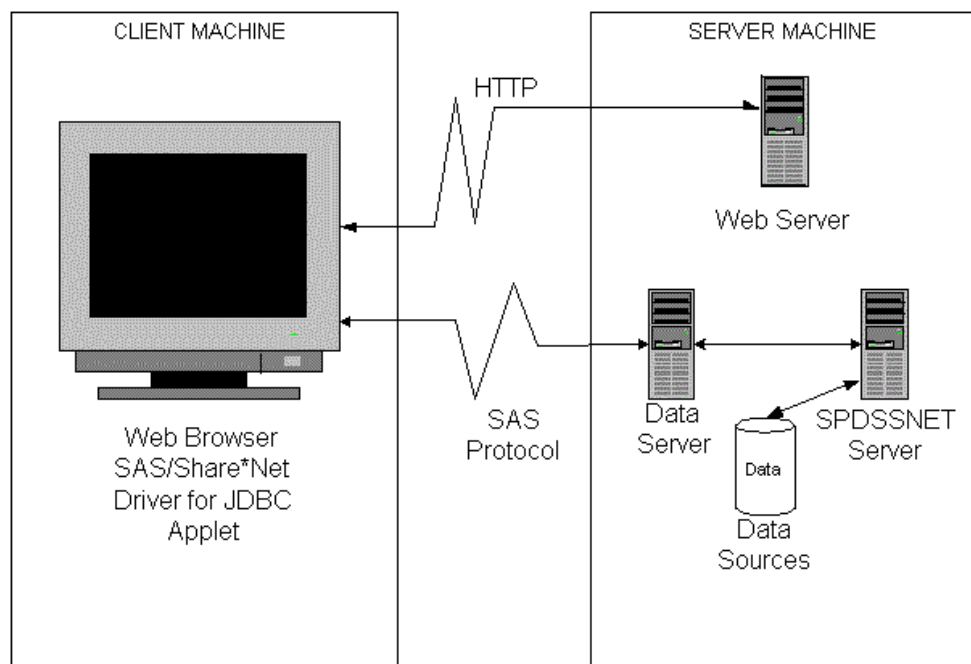 CLIENT MACHINE
SERVER MACHINE
HTTP
Web Server
SAS
Protocol
Data
Server
SPDSSNET
Server
Data
Data
Sources
Web Browser
SAS/Share*Net
Driver for JDBC
Applet